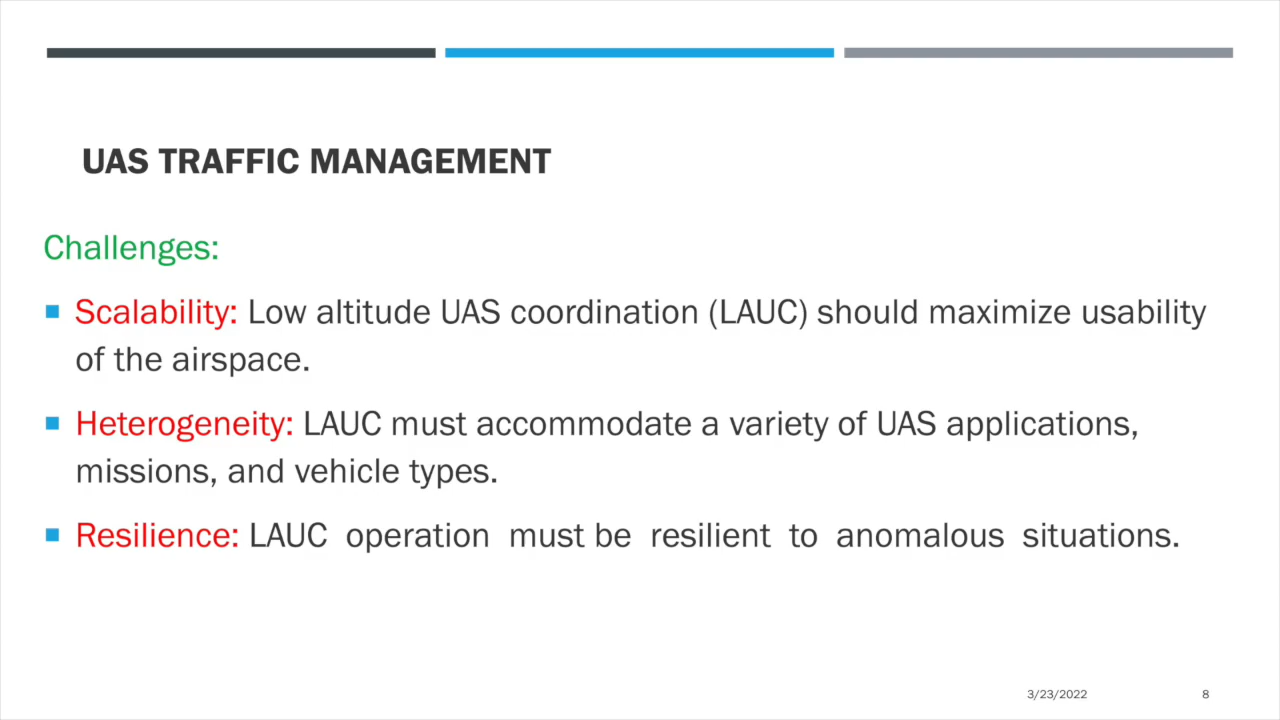 UAS TRAFFIC MANAGEMENT
Challenges:
Scalability: Low altitude UAS coordination (LAUC) should maximize usability
of the airspace.
Heterogeneity: LAUC must accommodate a variety of UAS applications,
missions, and vehicle types.
Resilience: LAUC operation must be resilient to anomalous situations.
3/23/2022 8